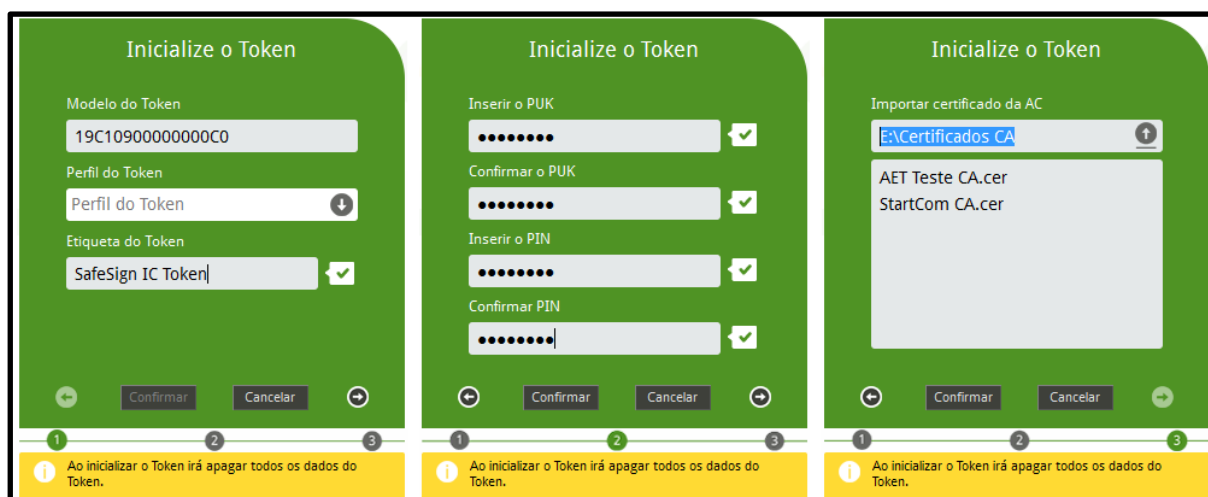 Inicialize o Token
Modelo do Token
19C10900000000C0
Perfil do Token
Perfil do Token
Etiqueta do Token
SafeSign IC Token
Confirmar
Cancelar
1
2
3
Ao inicializar o Token irá apagar todos os dados do
Token.
Inicialize o Token
Inserir o PUK
●●●●●●●●
Confirmar o PUK
●●●●●●●●
Inserir o PIN
●●●●●●●●
Confirmar PIN
●●●●●●●●
Confirmar
Cancelar
1
2
3
Ao inicializar o Token irá apagar todos os dados do
Token.
Inicialize o Token
Importar certificado da AC
E:\Certificados CA
AET Teste CA.cer
StartCom CA.cer
Confirmar
Cancelar
1
2
3
Ao inicializar o Token irá apagar todos os dados do
Token.